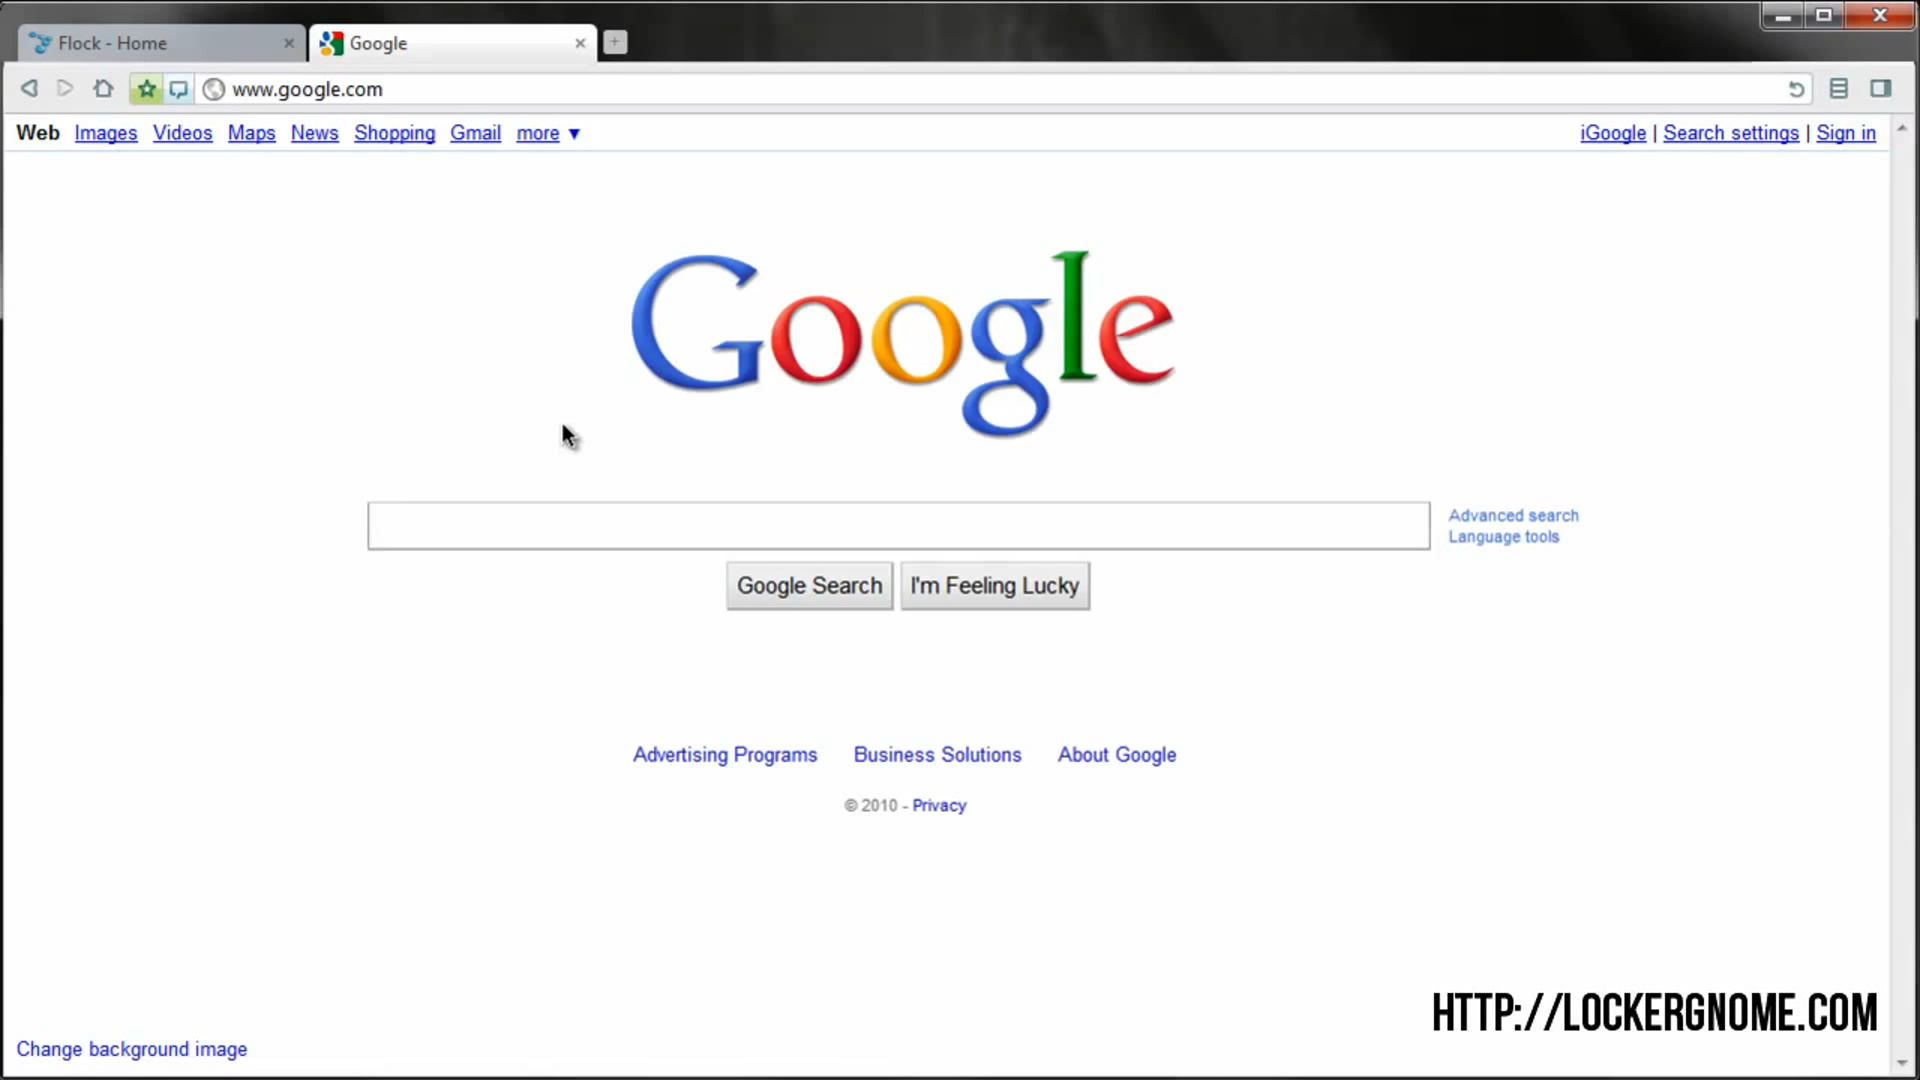 Flock - Home
Google
www.google.com
Web Images Videos Maps News Shopping Gmail more ▼
iGoogle | Search settings | Sign in
Google
Advanced search
Language tools
Google Search
I'm Feeling Lucky
Advertising Programs Business Solutions About Google
© 2010 - Privacy
HTTP://LOCKERGNOME.COM
Change background image